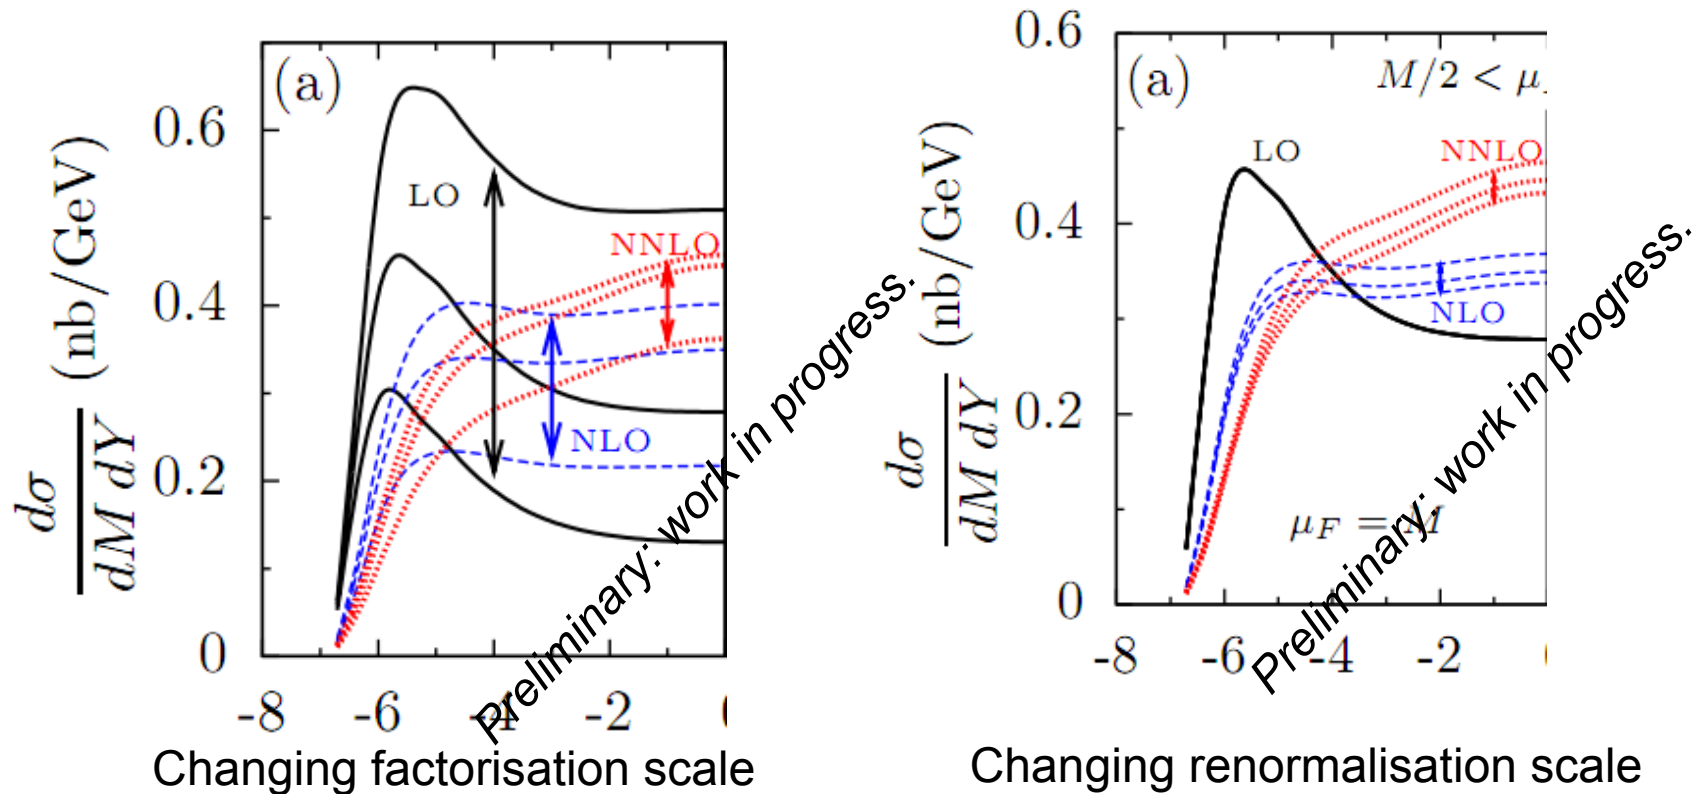 (a)
0.6
0.4
0.2
0
dσ
dM dY
(nb/GeV)
LO
NNLO
NLO
-8
-6
-4
-2
Preliminary: work in progress.
Changing factorisation scale
(a)
M/2 < μ
0.6
0.4
0.2
0
dσ
dM dY
(nb/GeV)
LO
NNLO
NLO
μF = M
-8
-6
-4
-2
Preliminary: work in progress.
Changing renormalisation scale